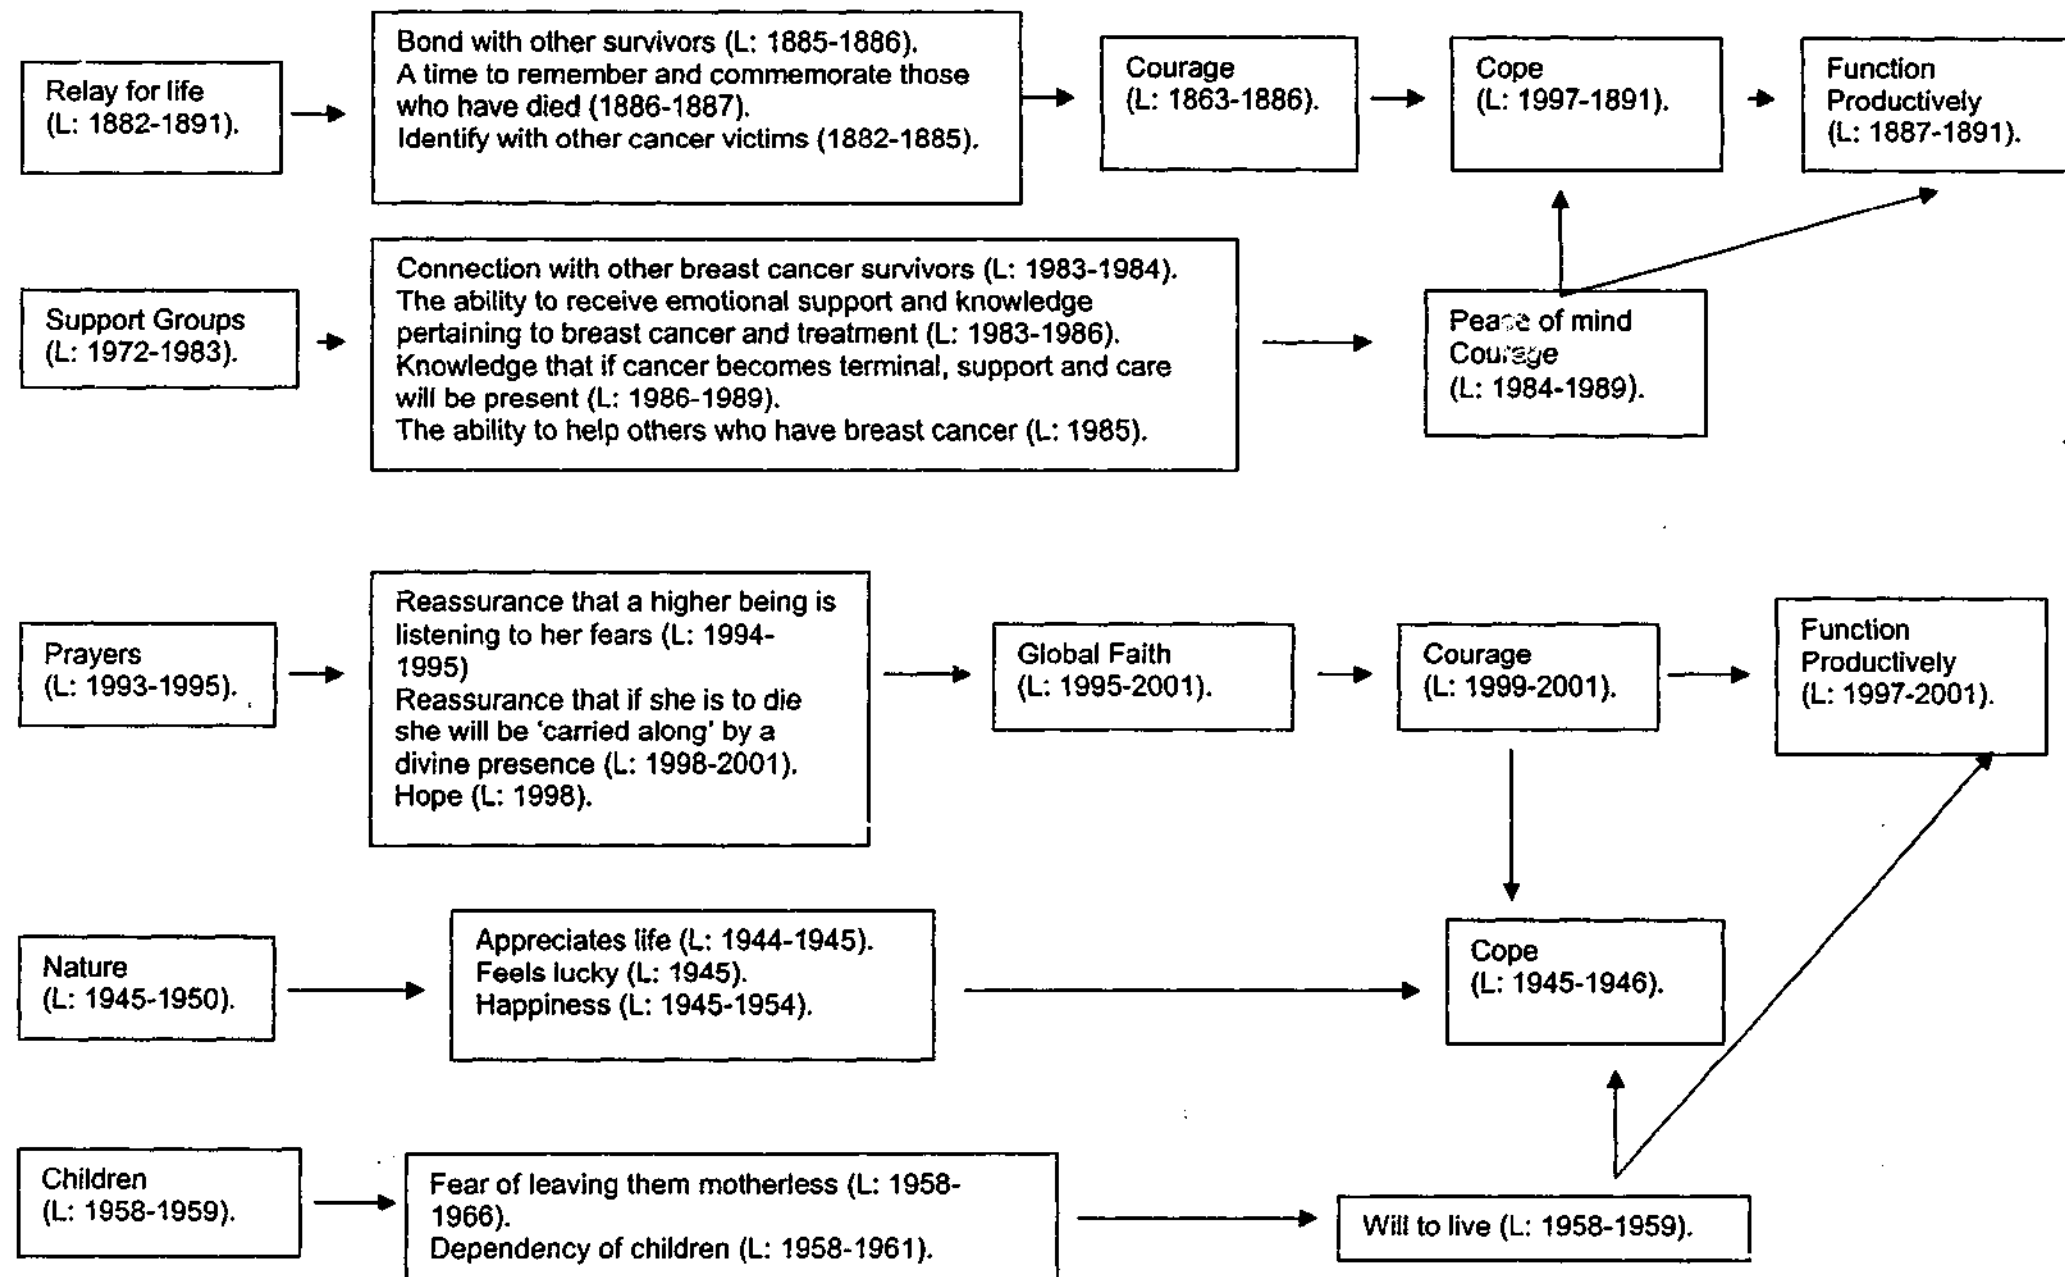 Relay for life
(L: 1882-1891).
Bond with other survivors (L: 1885-1886).
A time to remember and commemorate those
who have died (1886-1887).
Identify with other cancer victims (1882-1885).
Courage
(L: 1863-1886).
Cope
(L: 1997-1891).
Function
Productively
(L: 1887-1891).
Support Groups
(L: 1972-1983).
Connection with other breast cancer survivors (L: 1983-1984).
The ability to receive emotional support and knowledge
pertaining to breast cancer and treatment (L: 1983-1986).
Knowledge that if cancer becomes terminal, support and care
will be present (L: 1986-1989).
The ability to help others who have breast cancer (L: 1985).
Peace of mind
Courage
(L: 1984-1989).
Prayers
(L: 1993-1995).
Reassurance that a higher being is
listening to her fears (L: 1994-
1995)
Reassurance that if she is to die
she will be 'carried along' by a
divine presence (L: 1998-2001).
Hope (L: 1998).
Global Faith
(L: 1995-2001).
Courage
(L: 1999-2001).
Function
Productively
(L: 1997-2001).
Nature
(L: 1945-1950).
Appreciates life (L: 1944-1945).
Feels lucky (L: 1945).
Happiness (L: 1945-1954).
Cope
(L: 1945-1946).
Children
(L: 1958-1959).
Fear of leaving them motherless (L: 1958-
1966).
Dependency of children (L: 1958-1961).
Will to live (L: 1958-1959).